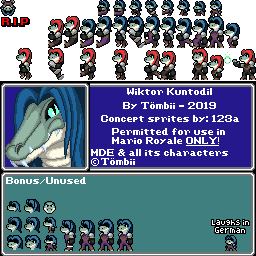 R.I.P
Wiktor Kuntodil
By Tömbii - 2019
Concept sprites by: 123a
Permitted for use in
Mario Royale ONLY!
MDE & all its characters
©Tömbii
Bonus/Unused
Laughs in
German